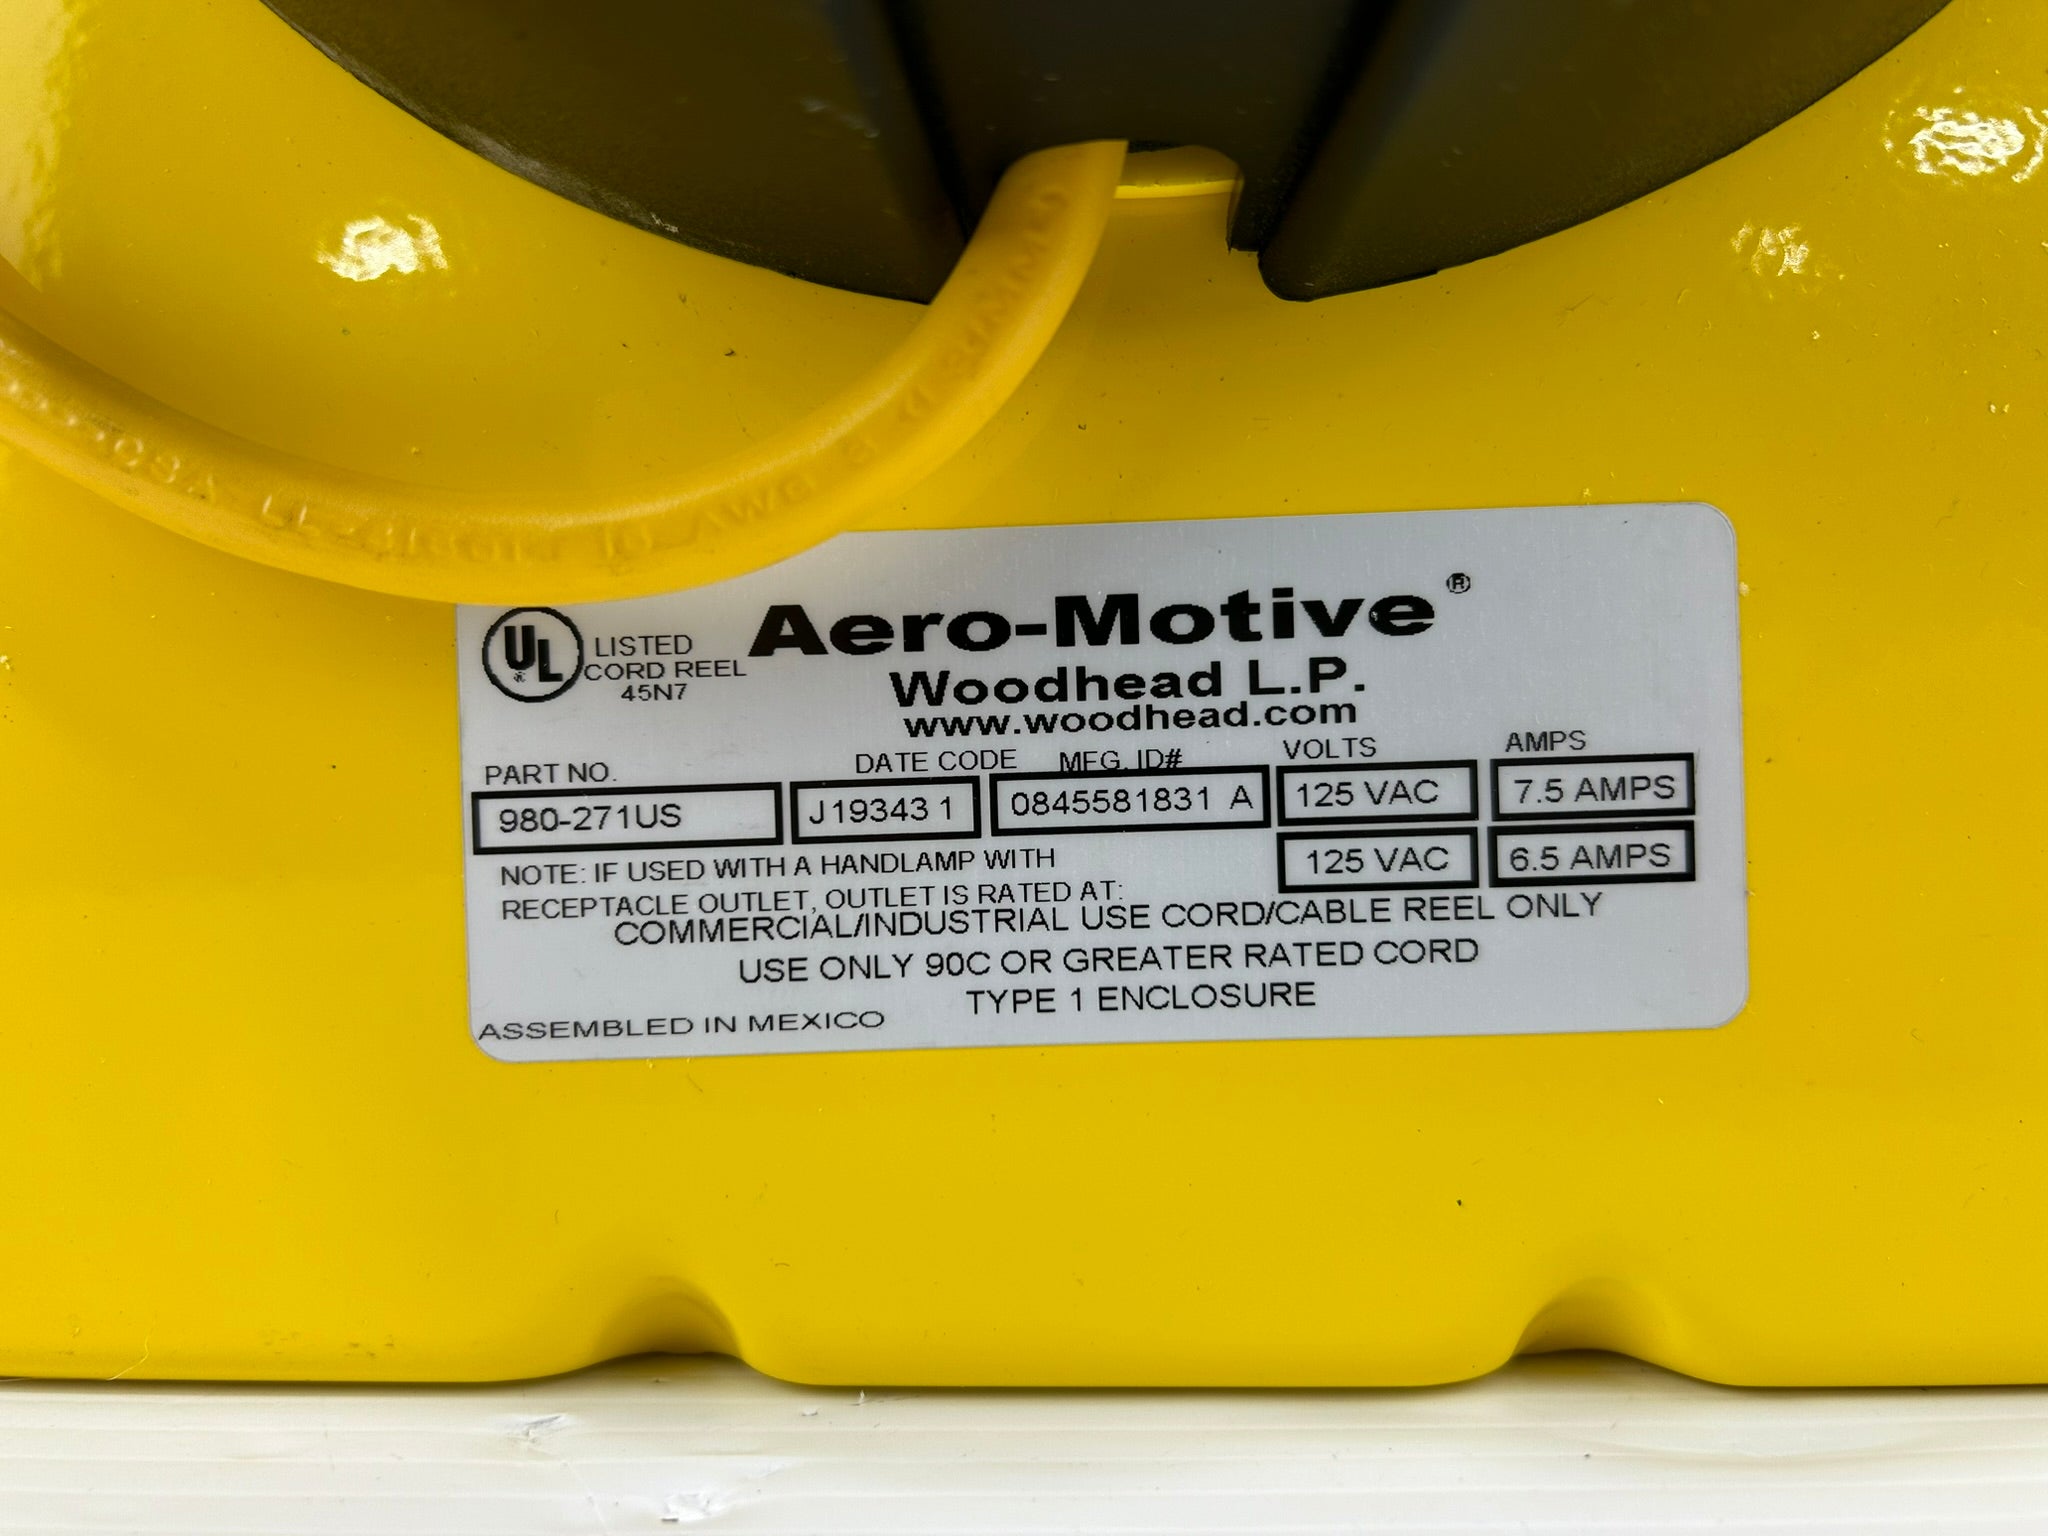 AWG 3
UL LISTED
CORD REEL
45N7
Aero-Motive®
Woodhead L.P.
www.woodhead.com
PART NO. DATE CODE MFG. ID# VOLTS AMPS
980-271US J19343 1 0845581831 A 125 VAC 7.5 AMPS
NOTE: IF USED WITH A HANDLAMP WITH 125 VAC 6.5 AMPS
RECEPTACLE OUTLET, OUTLET IS RATED AT:
COMMERCIAL/INDUSTRIAL USE CORD/CABLE REEL ONLY
USE ONLY 90C OR GREATER RATED CORD
TYPE 1 ENCLOSURE
ASSEMBLED IN MEXICO